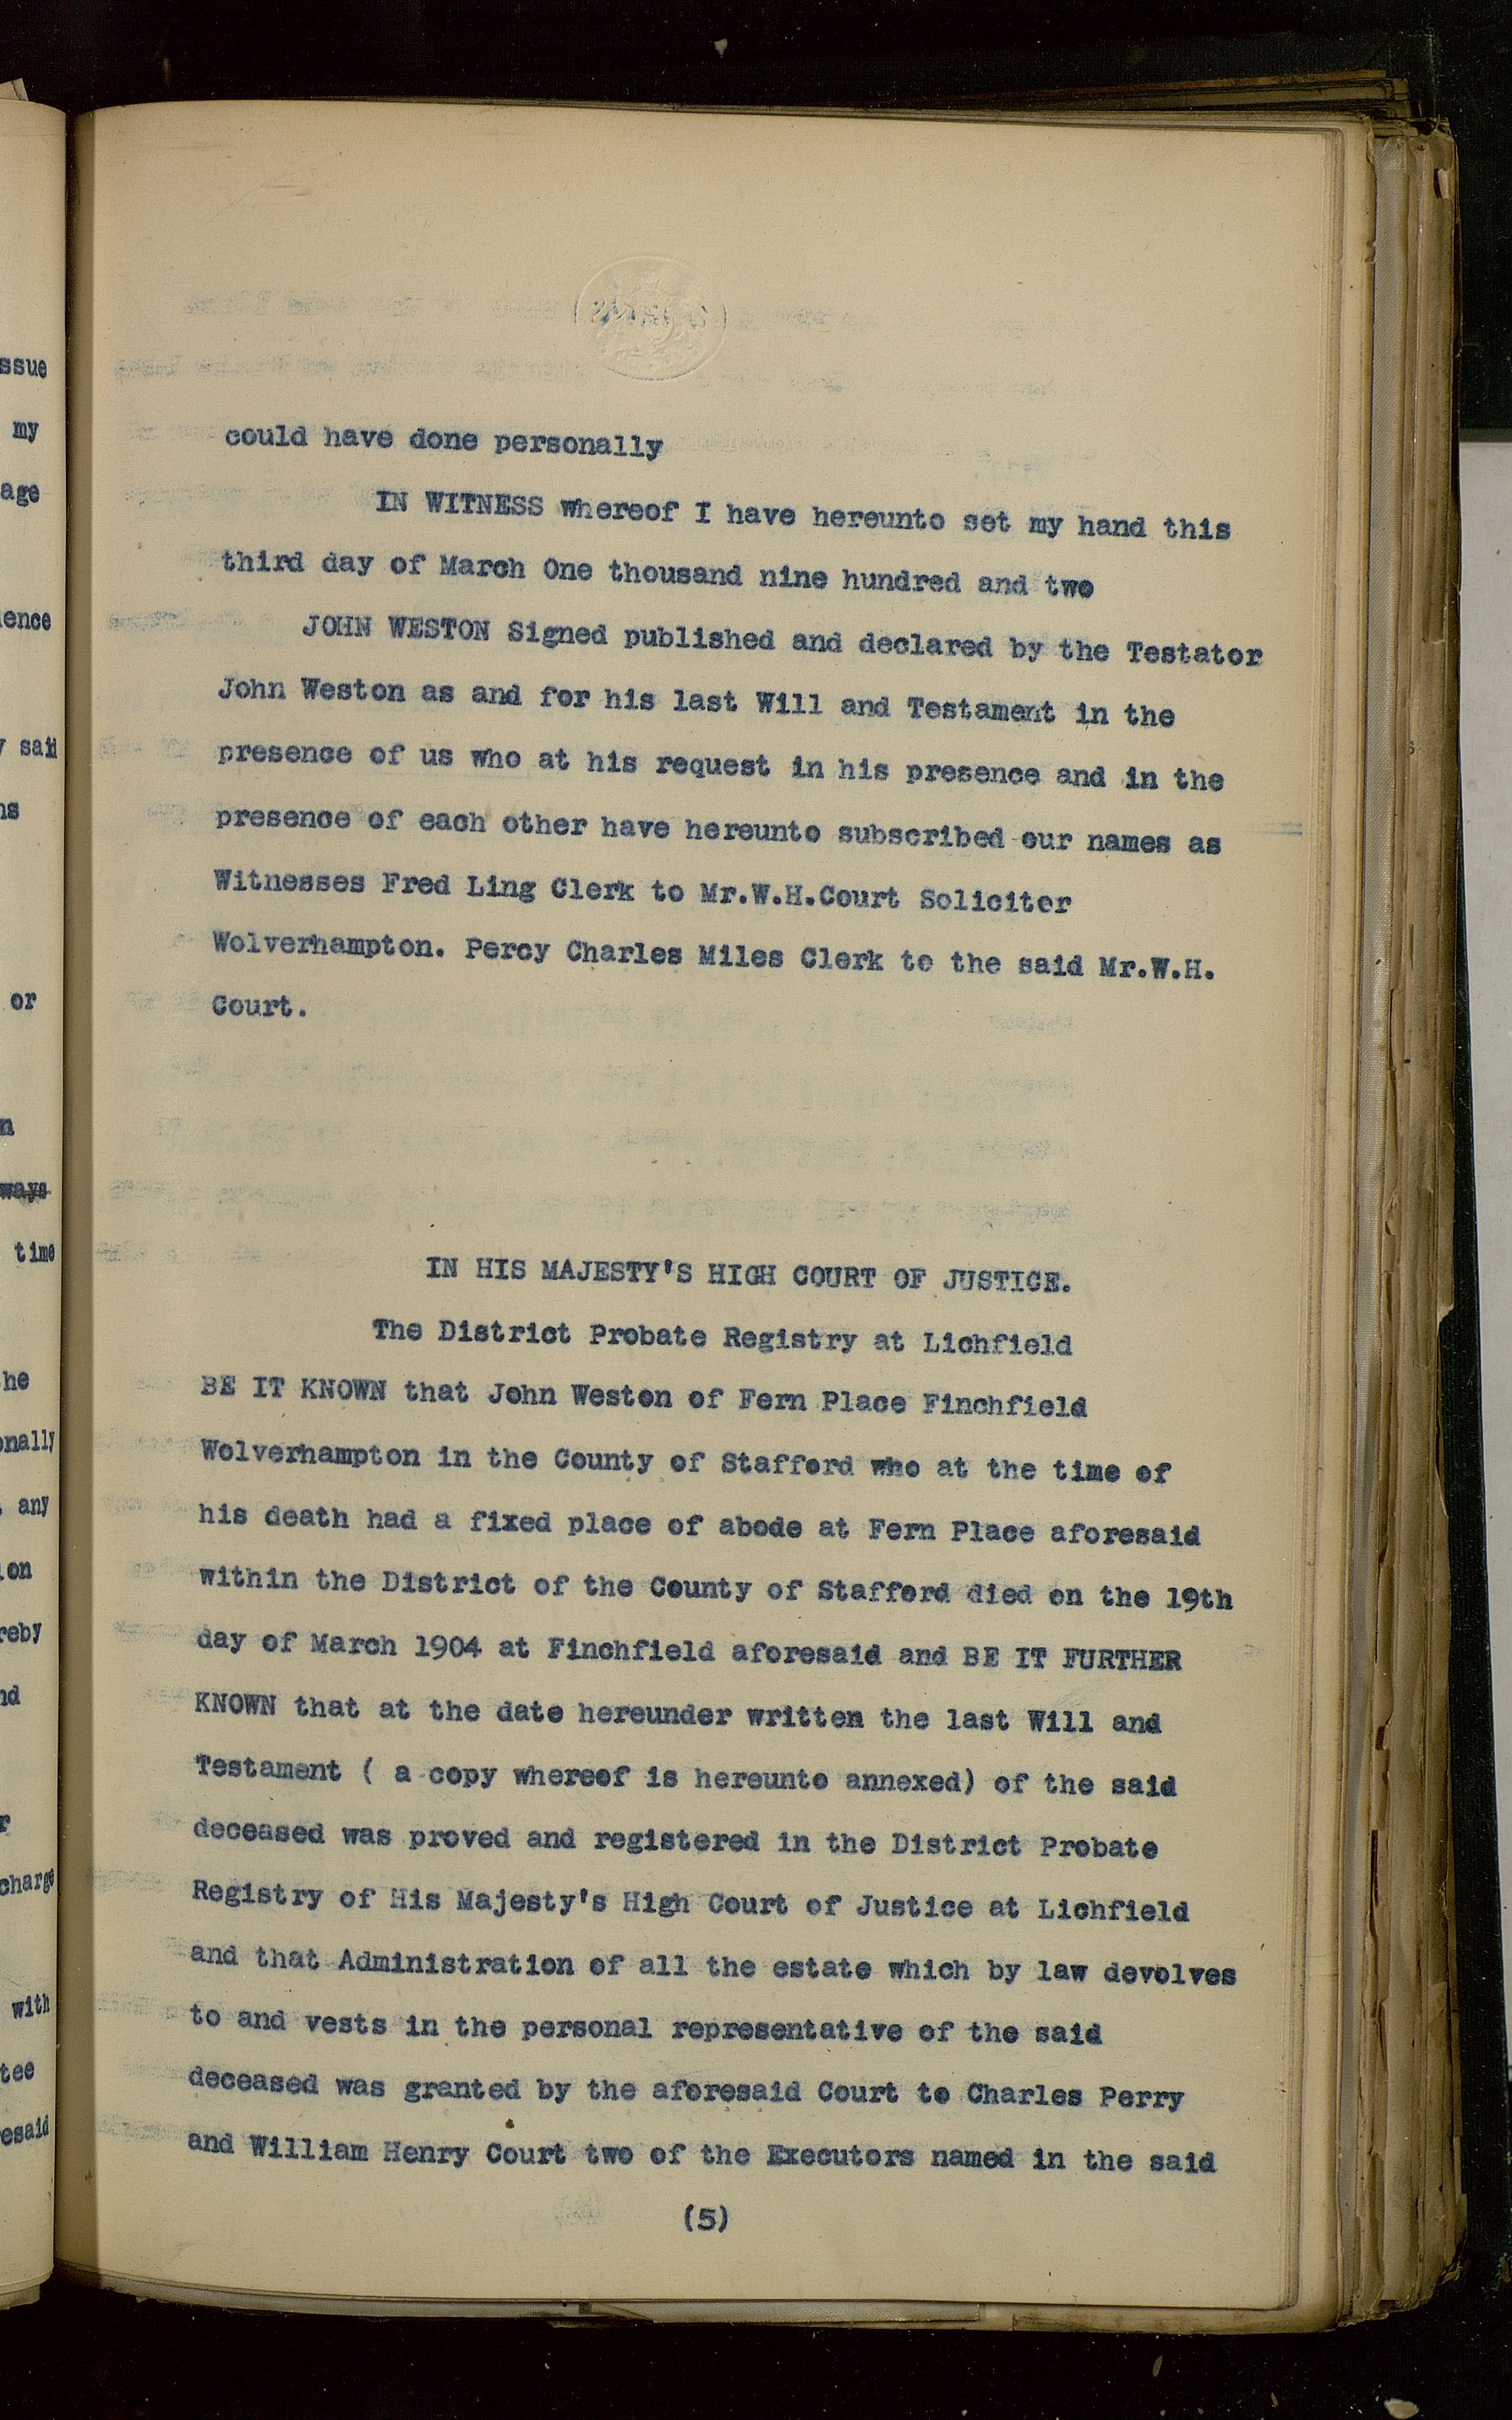 could have done personally
IN WITNESS whereof I have hereunto set my hand this
third day of March One thousand nine hundred and two
JOHN WESTON Signed published and declared by the Testator
John Weston as and for his last Will and Testament in the
presence of us who at his request in his presence and in the
presence of each other have hereunto subscribed our names as
Witnesses Fred Ling Clerk to Mr.W.H.Court Solicitor
Wolverhampton. Percy Charles Miles Clerk to the said Mr.W.H.
Court.
IN HIS MAJESTY'S HIGH COURT OF JUSTICE.
The District Probate Registry at Lichfield
BE IT KNOWN that John Weston of Fern Place Finchfield
Wolverhampton in the County of Stafford who at the time of
his death had a fixed place of abode at Fern Place aforesaid
within the District of the County of Stafford died on the 19th
day of March 1904 at Finchfield aforesaid and BE IT FURTHER
KNOWN that at the date hereunder written the last Will and
Testament ( a copy whereof is hereunto annexed) of the said
deceased was proved and registered in the District Probate
Registry of His Majesty's High Court of Justice at Lichfield
and that Administration of all the estate which by law devolves
to and vests in the personal representative of the said
deceased was granted by the aforesaid Court to Charles Perry
and William Henry Court two of the Executors named in the said
(5)